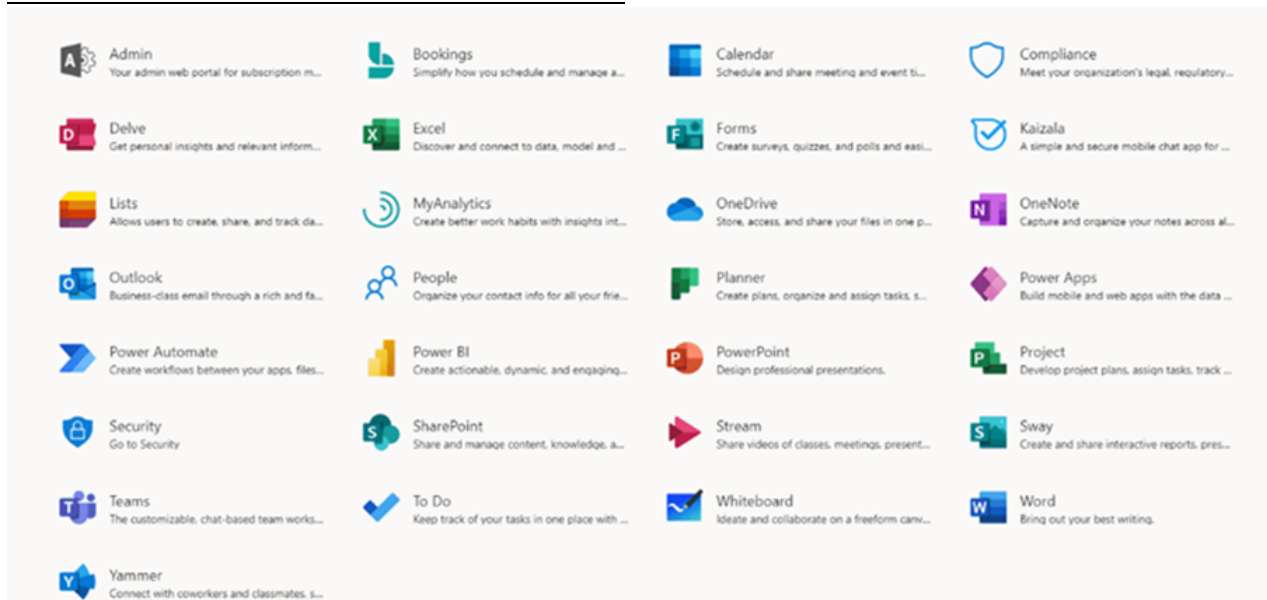 Admin
Your admin web portal for subscription m...
Bookings
Simplify how you schedule and manage a...
Calendar
Schedule and share meeting and event ti...
Compliance
Meet your organization's legal, regulatory...
Delve
Get personal insights and relevant inform...
Excel
Discover and connect to data, model and ...
Forms
Create surveys, quizzes, and polls and easi...
Kaizala
A simple and secure mobile chat app for ...
Lists
Allows users to create, share, and track da...
MyAnalytics
Create better work habits with insights int...
OneDrive
Store, access, and share your files in one p...
OneNote
Capture and organize your notes across al...
Outlook
Business-class email through a rich and fa...
People
Organize your contact info for all your frie...
Planner
Create plans, organize and assign tasks, s...
Power Apps
Build mobile and web apps with the data ...
Power Automate
Create workflows between your apps, files...
Power BI
Create actionable, dynamic, and engaging...
PowerPoint
Design professional presentations.
Project
Develop project plans, assign tasks, track ...
Security
Go to Security
SharePoint
Share and manage content, knowledge, a...
Stream
Share videos of classes, meetings, present...
Sway
Create and share interactive reports, pres...
Teams
The customizable, chat-based team works...
To Do
Keep track of your tasks in one place with ...
Whiteboard
Ideate and collaborate on a freeform canv...
Word
Bring out your best writing.
Yammer
Connect with coworkers and classmates, s...